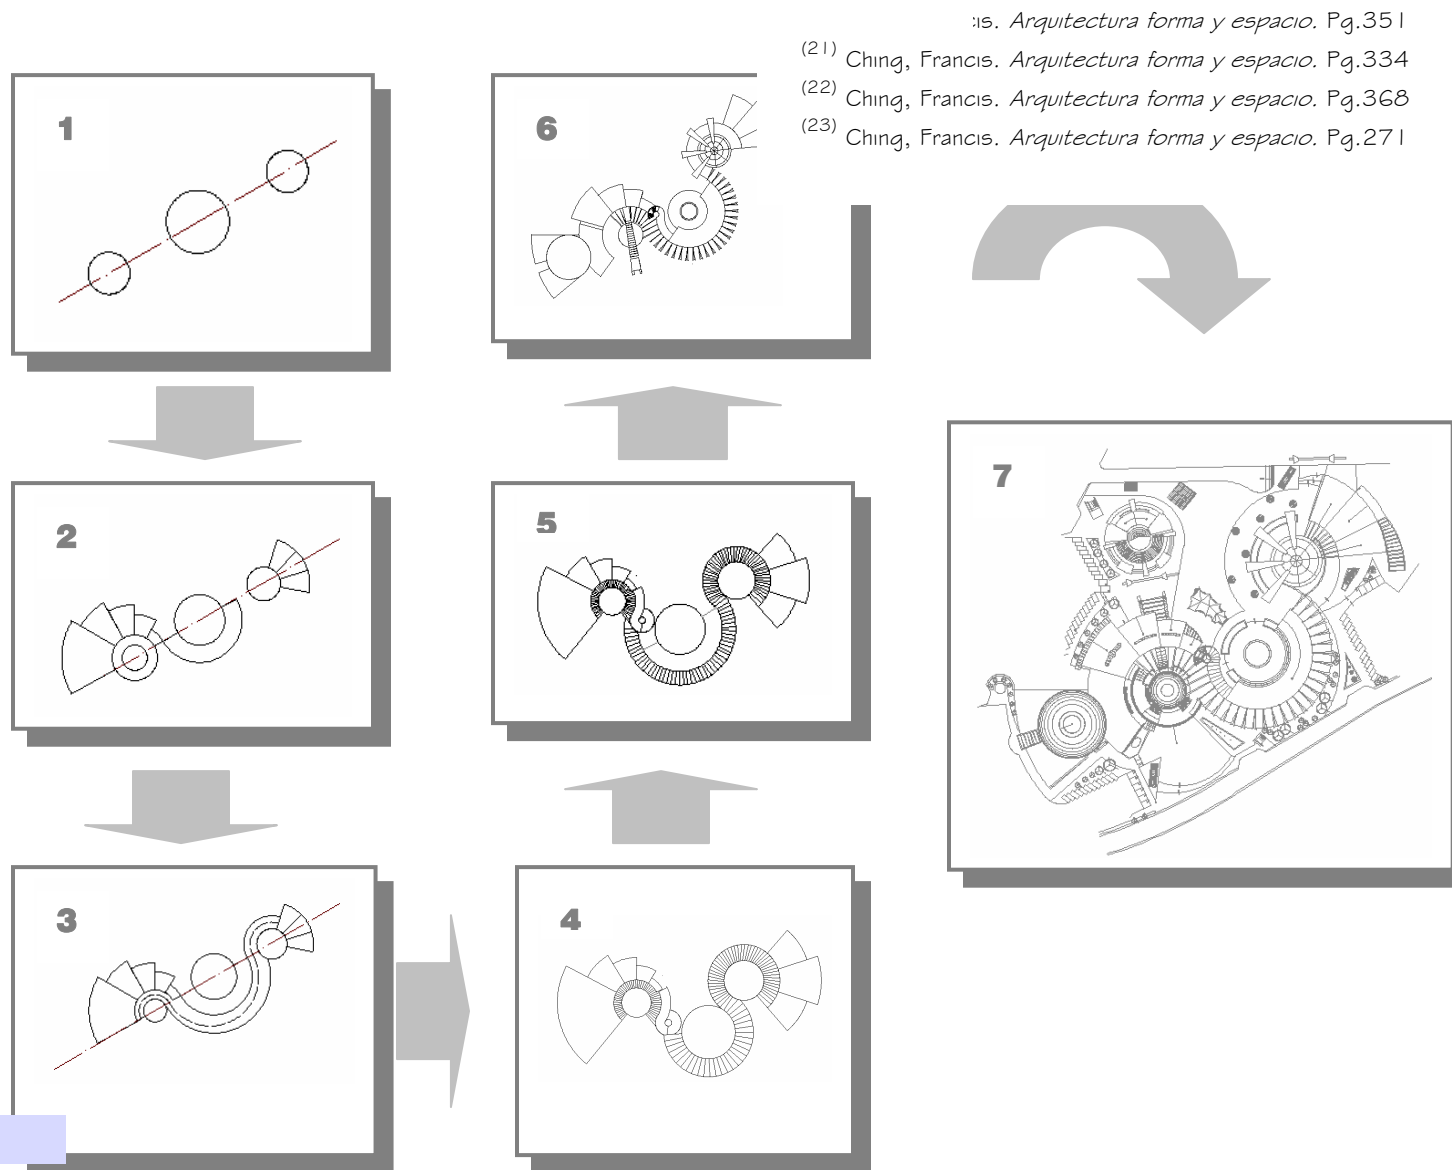 is. Arquitectura forma y espacio. Pg.351
(21) Ching, Francis. Arquitectura forma y espacio. Pg.334
(22) Ching, Francis. Arquitectura forma y espacio. Pg.368
(23) Ching, Francis. Arquitectura forma y espacio. Pg.271
1
6
2
5
7
3
4